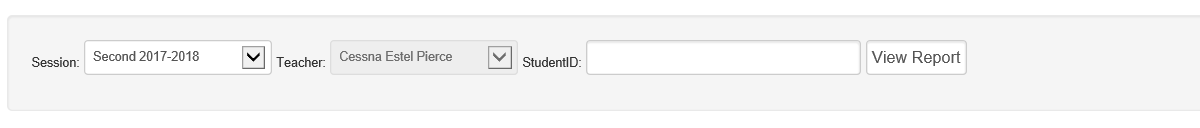 Session: Second 2017-2018 Teacher: Cessna Estel Pierce StudentID: View Report